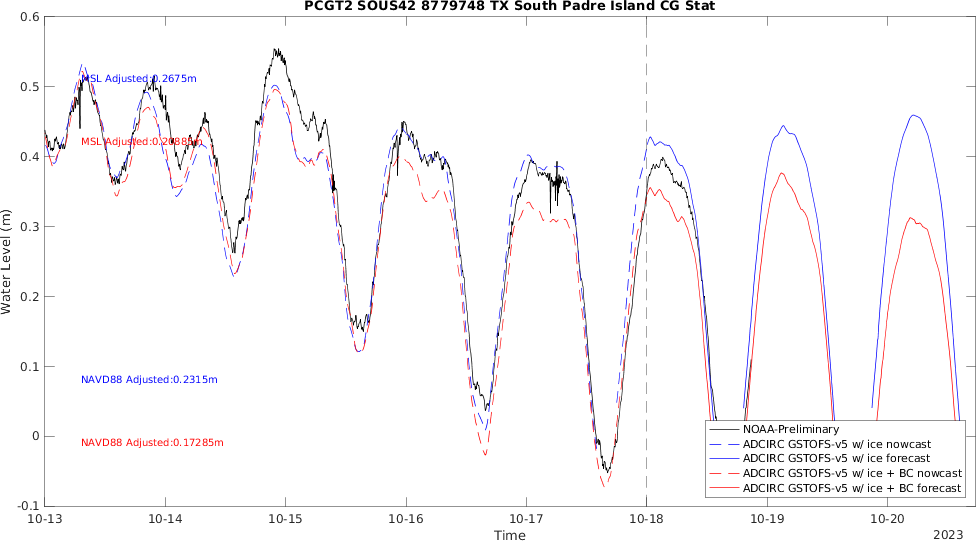 PCGT2 SOUS42 8779748 TX South Padre Island CG Stat
0.6
0.5
0.4
0.3
0.2
0.1
0
-0.1
Water Level (m)
MSL Adjusted:0.2675m
MSL Adjusted:0.20885m
NAVD88 Adjusted:0.2315m
NAVD88 Adjusted:0.17285m
NOAA-Preliminary
ADCIRC GSTOFS-v5 w/ ice nowcast
ADCIRC GSTOFS-v5 w/ ice forecast
ADCIRC GSTOFS-v5 w/ ice + BC nowcast
ADCIRC GSTOFS-v5 w/ ice + BC forecast
10-13 10-14 10-15 10-16 10-17 10-18 10-19 10-20
Time
2023